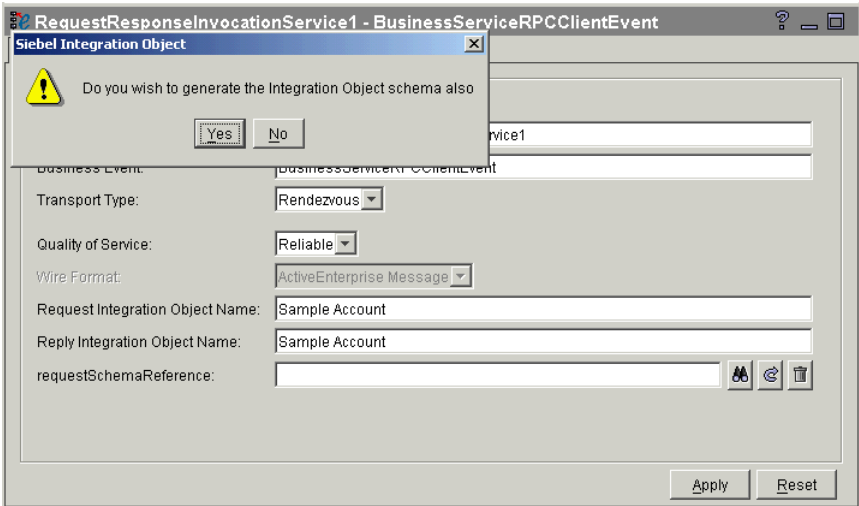 RequestResponseInvocationService1 - BusinessServiceRPCClientEvent
Siebel Integration Object
Do you wish to generate the Integration Object schema also
Yes No
rvice1
Business Event: BusinessServiceRPCClientEvent
Transport Type: Rendezvous
Quality of Service: Reliable
Wire Format: ActiveEnterprise Message
Request Integration Object Name: Sample Account
Reply Integration Object Name: Sample Account
requestSchemaReference:
Apply Reset